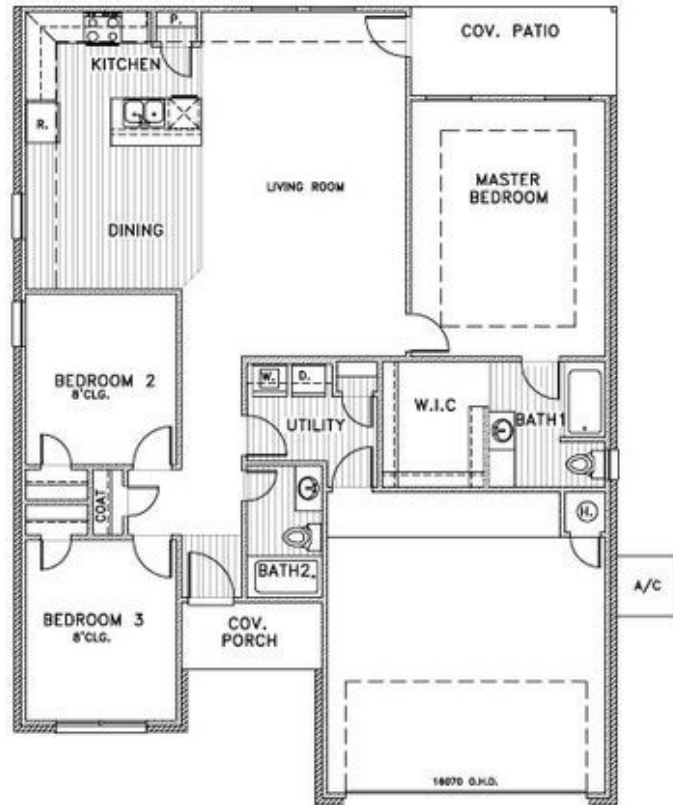 P.
COV. PATIO
KITCHEN
R.
LIVING ROOM
MASTER
BEDROOM
DINING
BEDROOM 2
8'CLG.
W.
D.
W.I.C
BATH1
UTILITY
COAT
H.
BATH2.
A/C
BEDROOM 3
8'CLG.
COV.
PORCH
16070 O.H.D.